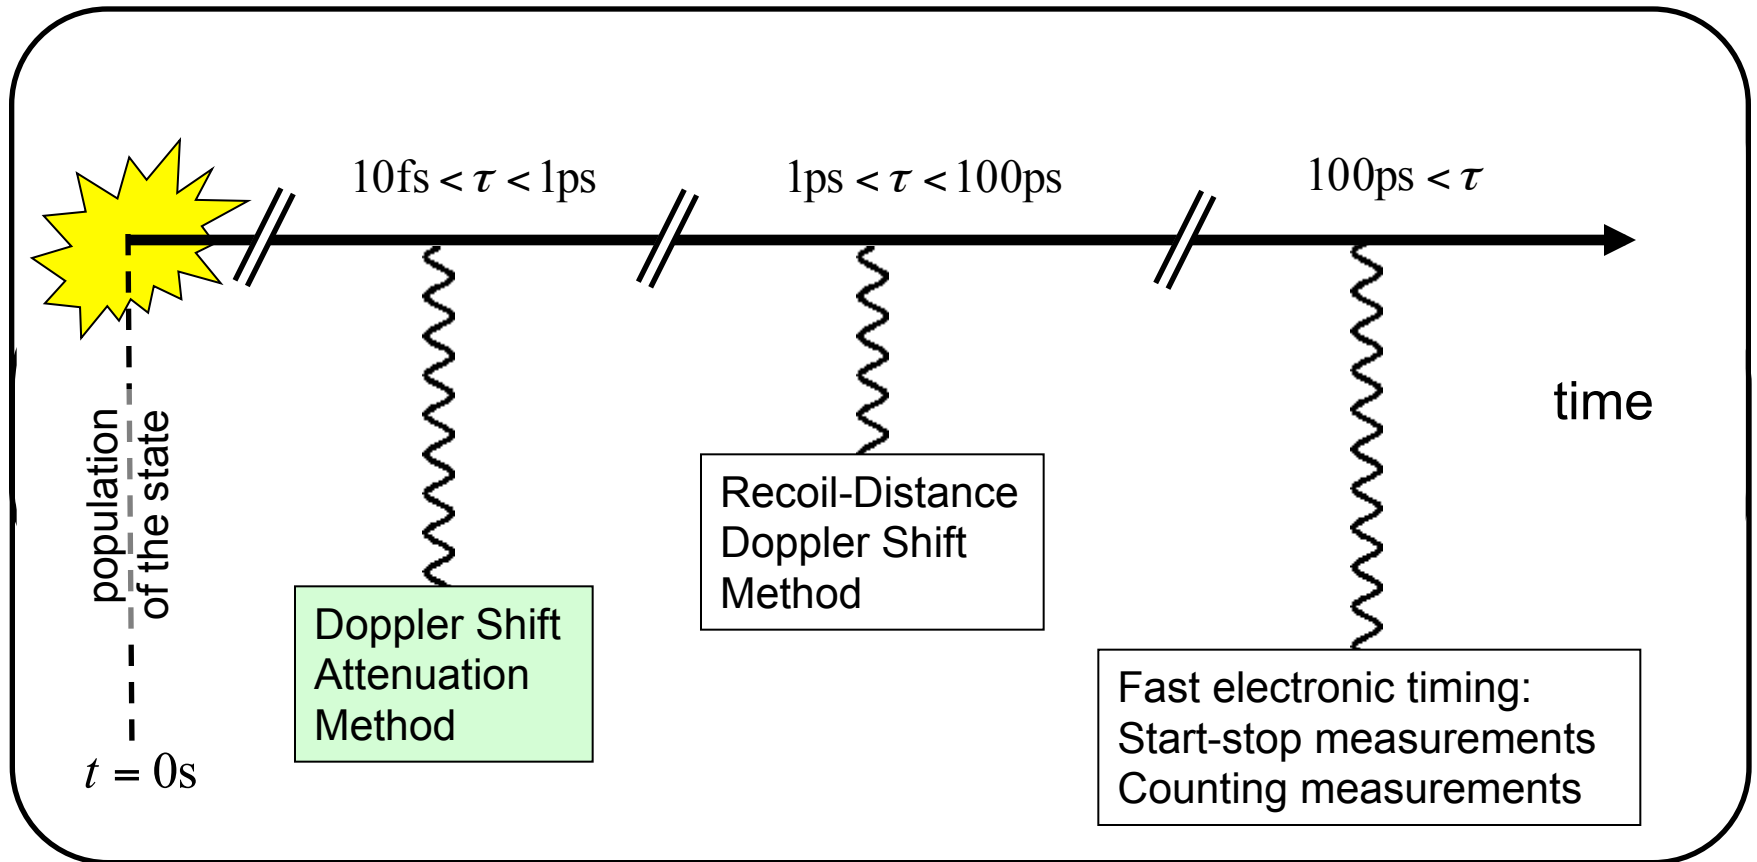 10fs < τ < 1ps
1ps < τ < 100ps
100ps < τ
time
population
of the state
t = 0s
Doppler Shift
Attenuation
Method
Recoil-Distance
Doppler Shift
Method
Fast electronic timing:
Start-stop measurements
Counting measurements